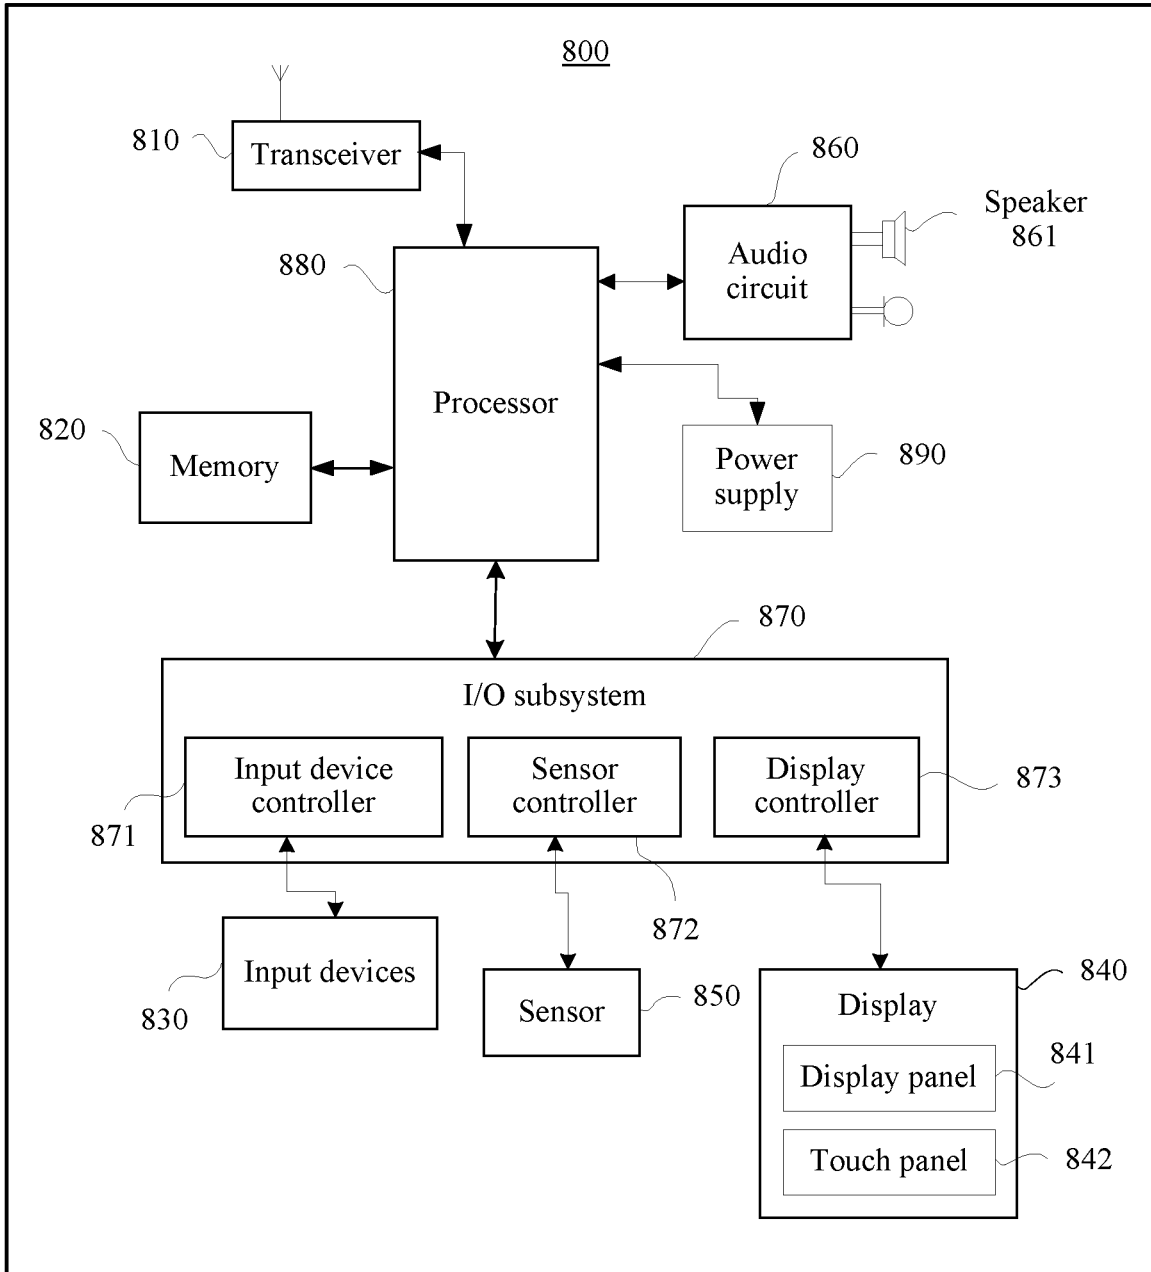 800
810
Transceiver
860
Speaker
861
Audio
circuit
880
Processor
820
Memory
Power
supply
890
870
I/O subsystem
Input device
controller
871
Sensor
controller
872
Display
controller
873
Input devices
830
Sensor
850
Display
840
Display panel
841
Touch panel
842